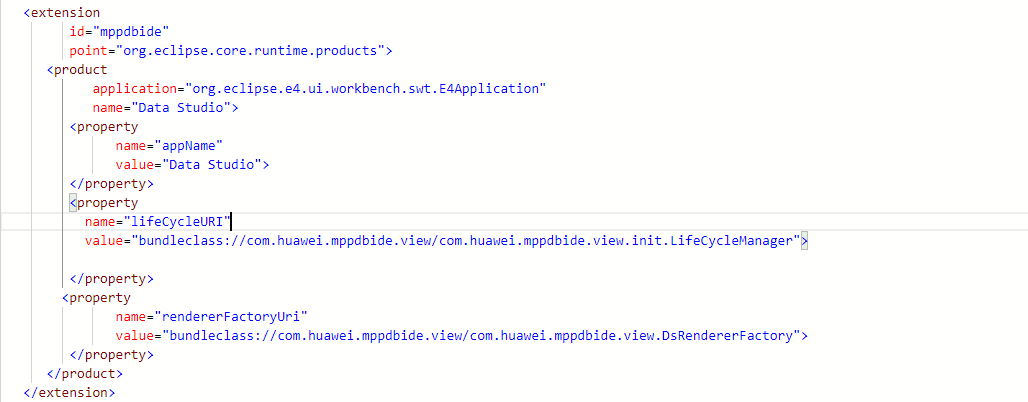 <extension
id="mppdbide"
point="org.eclipse.core.runtime.products">
<product
application="org.eclipse.e4.ui.workbench.swt.E4Application"
name="Data Studio">
<property
name="appName"
value="Data Studio">
</property>
<property
name="lifeCycleURI"
value="bundleclass://com.huawei.mppdbide.view/com.huawei.mppdbide.view.init.LifeCycleManager">
</property>
<property
name="rendererFactoryUri"
value="bundleclass://com.huawei.mppdbide.view/com.huawei.mppdbide.view.DsRendererFactory">
</property>
</product>
</extension>